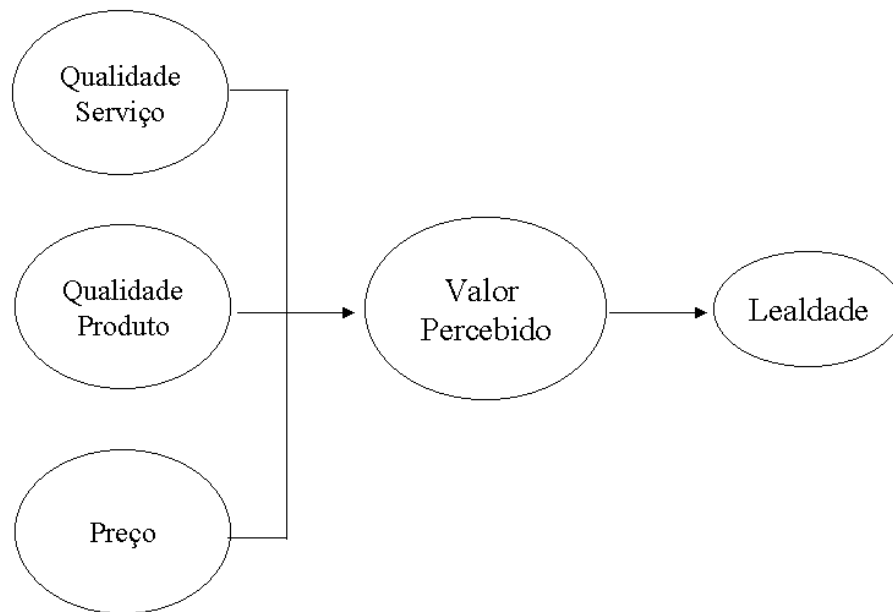 Qualidade
Serviço
Qualidade
Produto
Valor
Percebido
Lealdade
Preço